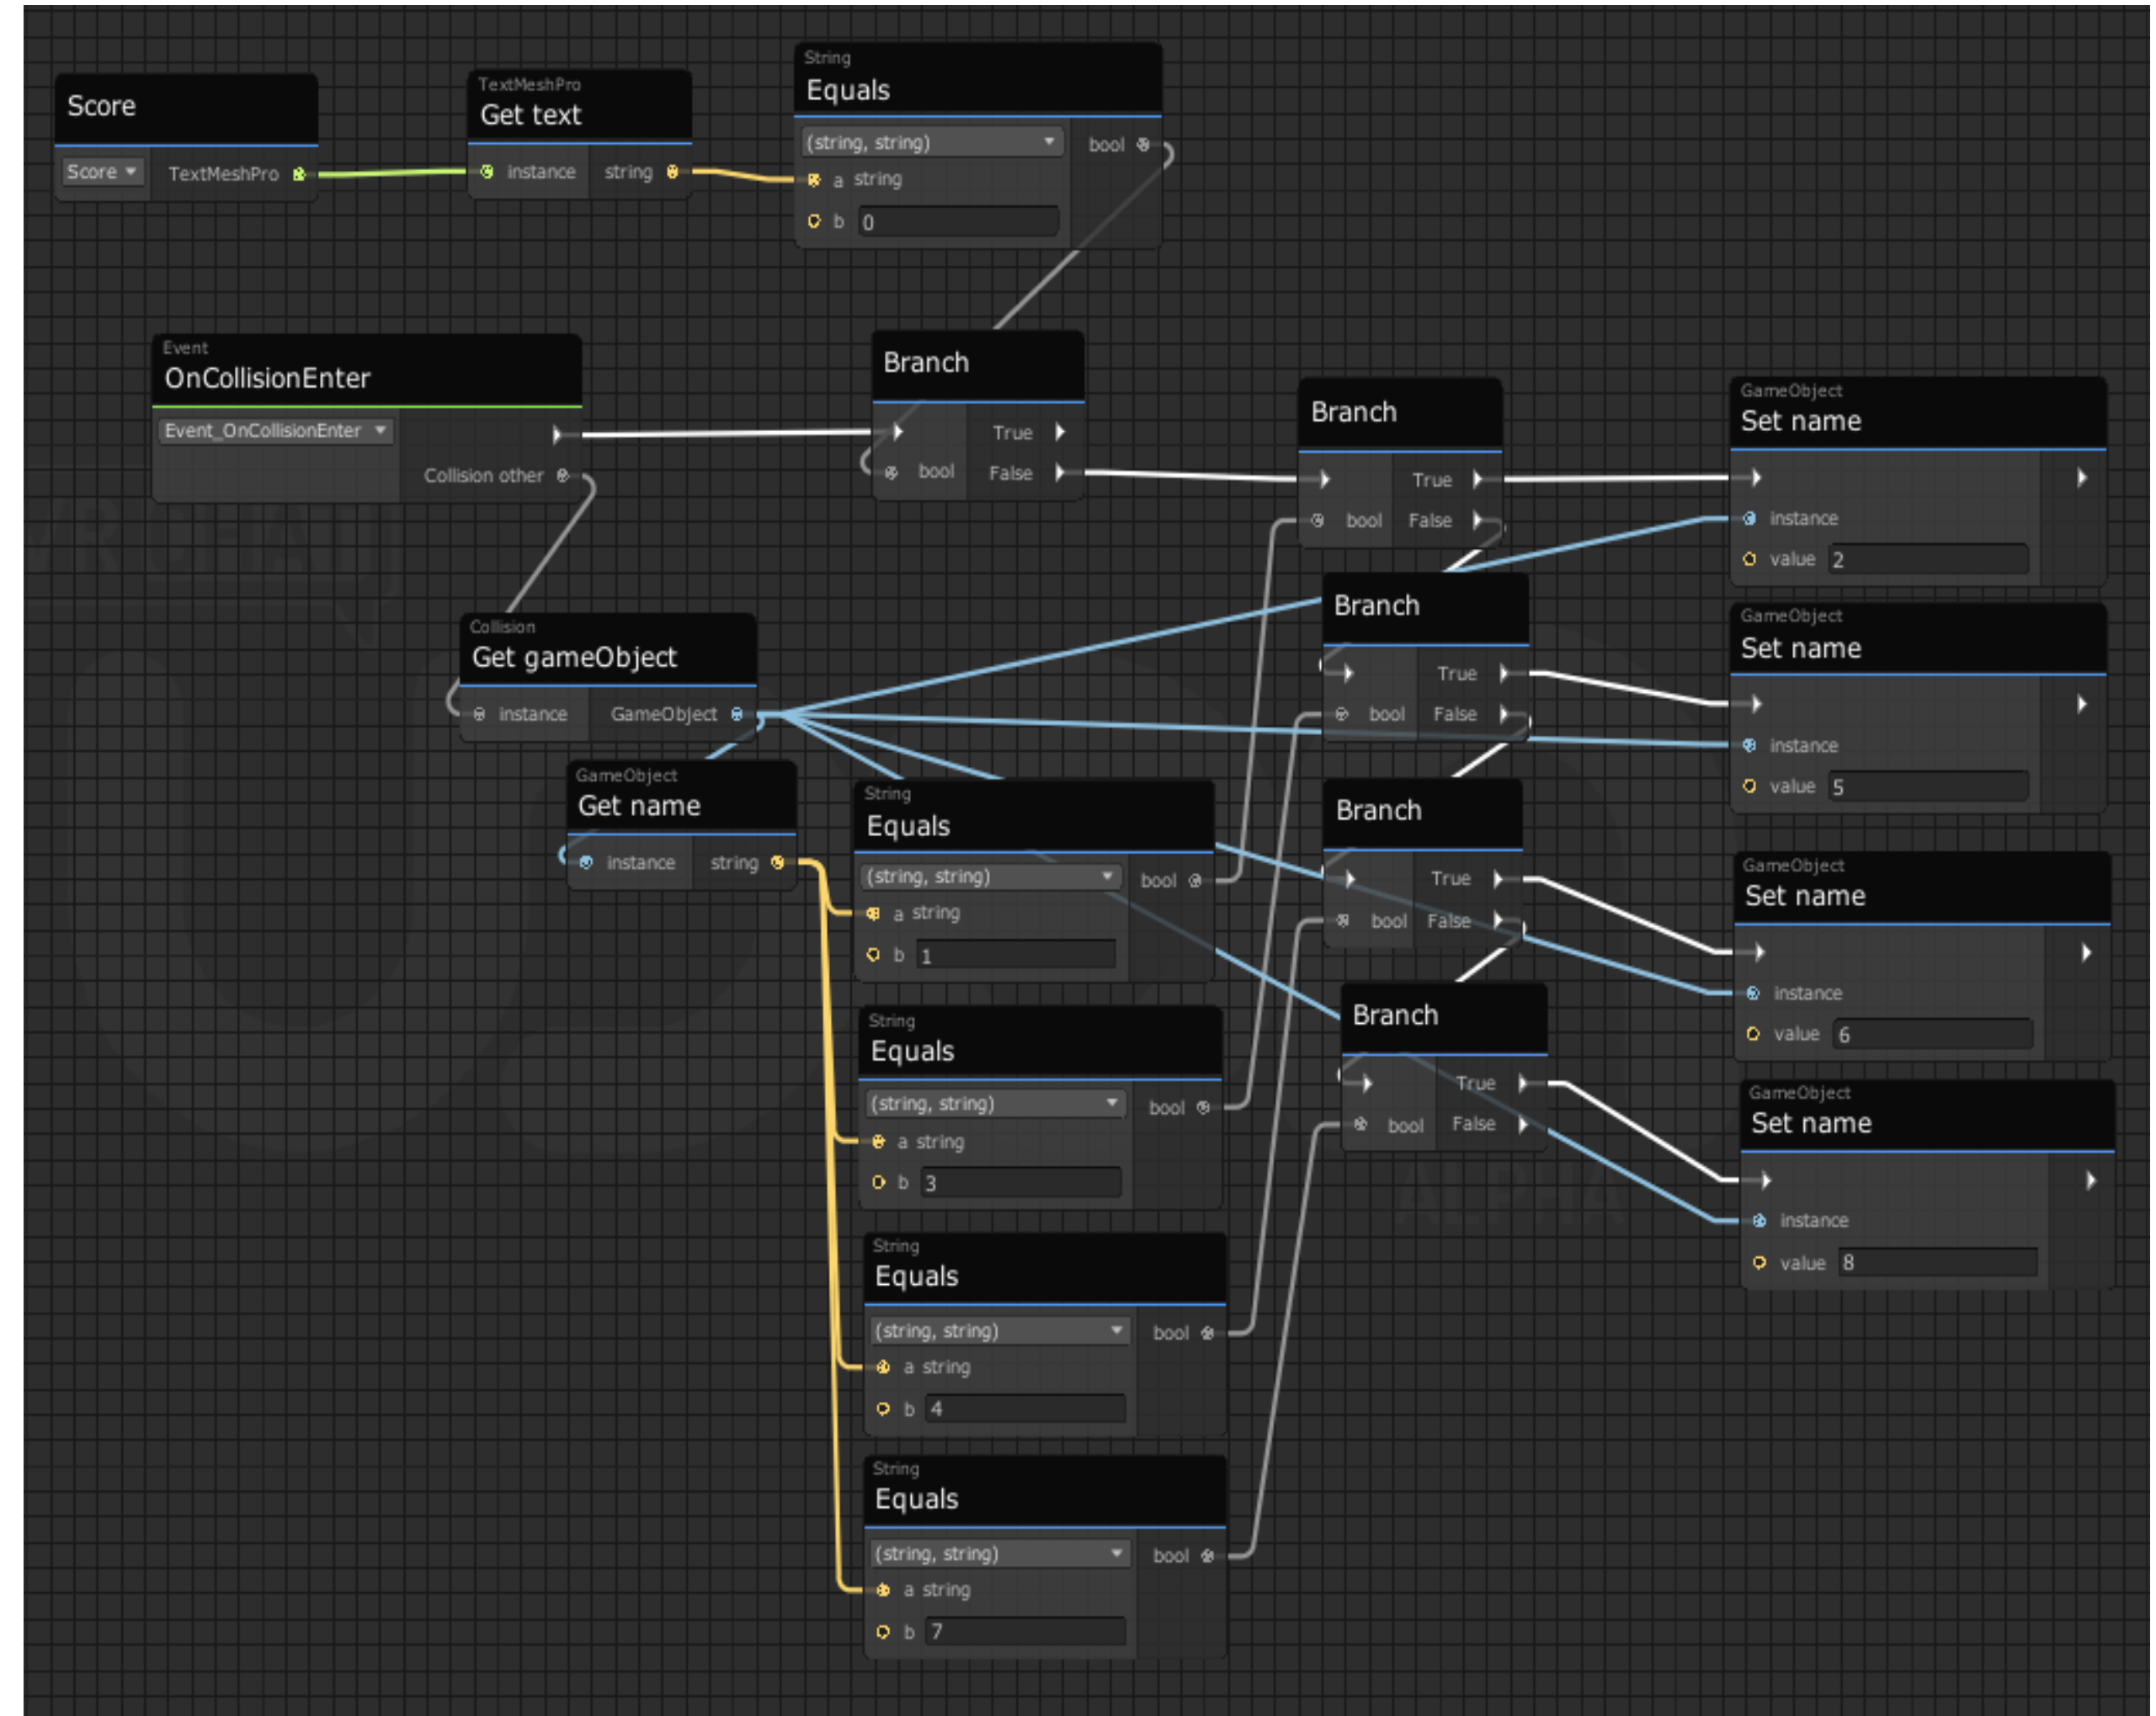 Score
Score
TextMeshPro
TextMeshPro
Get text
instance
string
String
Equals
(string, string)
bool
a string
b 0
Event
OnCollisionEnter
Event_OnCollisionEnter
Collision other
Branch
True
bool
False
Branch
True
bool
False
GameObject
Set name
instance
value 2
Collision
Get gameObject
instance
GameObject
Branch
True
bool
False
GameObject
Set name
instance
value 5
GameObject
Get name
instance
string
String
Equals
(string, string)
bool
a string
b 1
Branch
True
bool
False
GameObject
Set name
instance
value 6
String
Equals
(string, string)
bool
a string
b 3
Branch
True
bool
False
GameObject
Set name
instance
value 8
String
Equals
(string, string)
bool
a string
b 4
String
Equals
(string, string)
bool
a string
b 7
VRCHAT
ALPHA